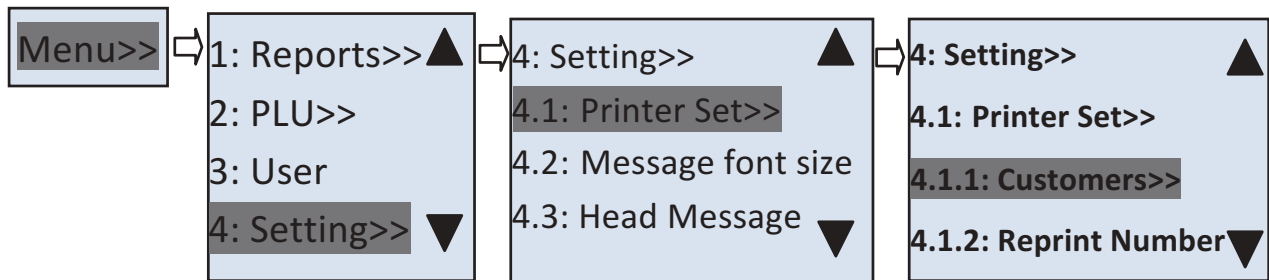 Menu>>
1: Reports>>
2: PLU>>
3: User
4: Setting>>
4: Setting>>
4.1: Printer Set>>
4.2: Message font size
4.3: Head Message
4: Setting>>
4.1: Printer Set>>
4.1.1: Customers>>
4.1.2: Reprint Number